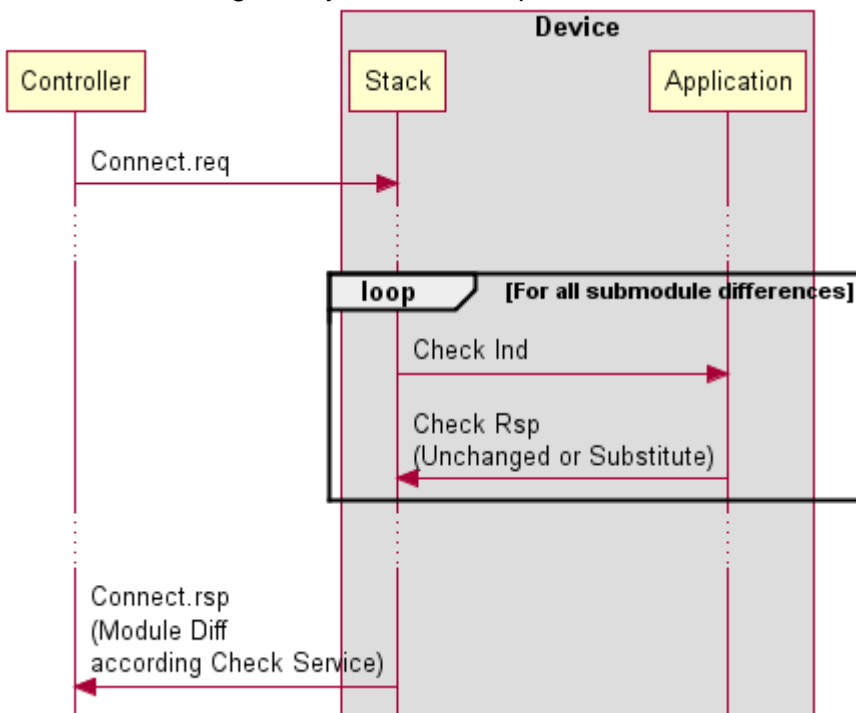 Device
Controller
Stack
Application
Connect.req
loop
[For all submodule differences]
Check Ind
Check Rsp
(Unchanged or Substitute)
Connect.rsp
(Module Diff
according Check Service)